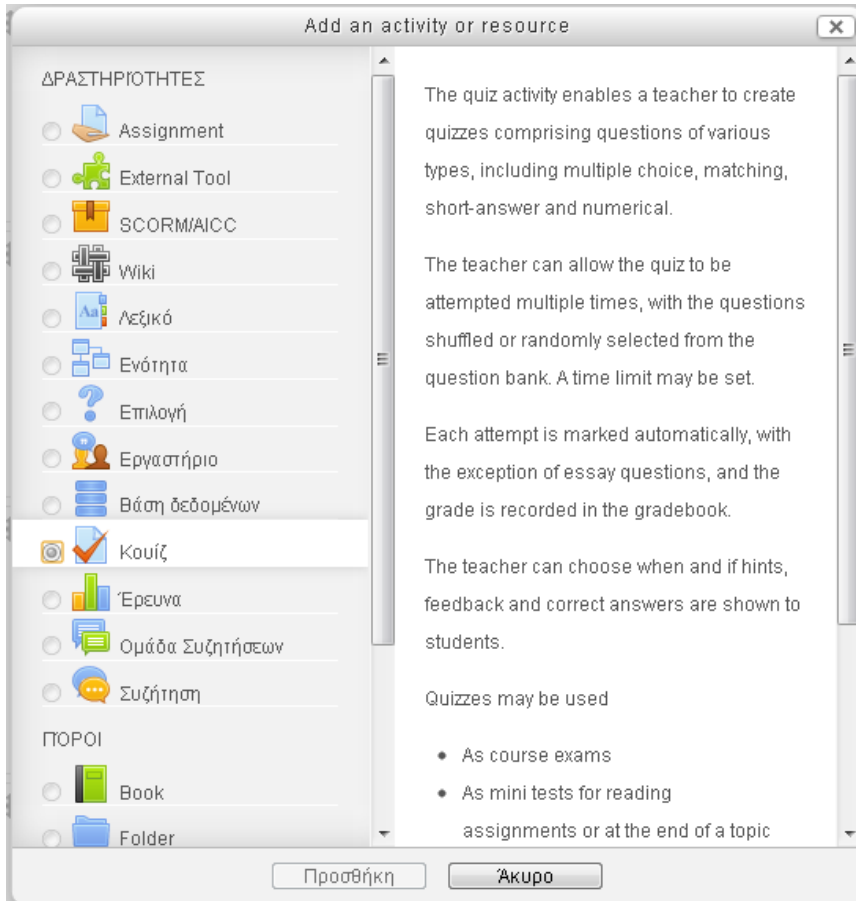 Add an activity or resource
ΔΡΑΣΤΗΡΙΌΤΗΤΕΣ
Assignment
External Tool
SCORM/AICC
Wiki
Λεξικό
Ενότητα
Επιλογή
Εργαστήριο
Βάση δεδομένων
Κουίζ
Έρευνα
Ομάδα Συζητήσεων
Συζήτηση
ΠΌΡΟΙ
Book
Folder
The quiz activity enables a teacher to create
quizzes comprising questions of various
types, including multiple choice, matching,
short-answer and numerical.
The teacher can allow the quiz to be
attempted multiple times, with the questions
shuffled or randomly selected from the
question bank. A time limit may be set.
Each attempt is marked automatically, with
the exception of essay questions, and the
grade is recorded in the gradebook.
The teacher can choose when and if hints,
feedback and correct answers are shown to
students.
Quizzes may be used
• As course exams
• As mini tests for reading
assignments or at the end of a topic
Προσθήκη
Άκυρο